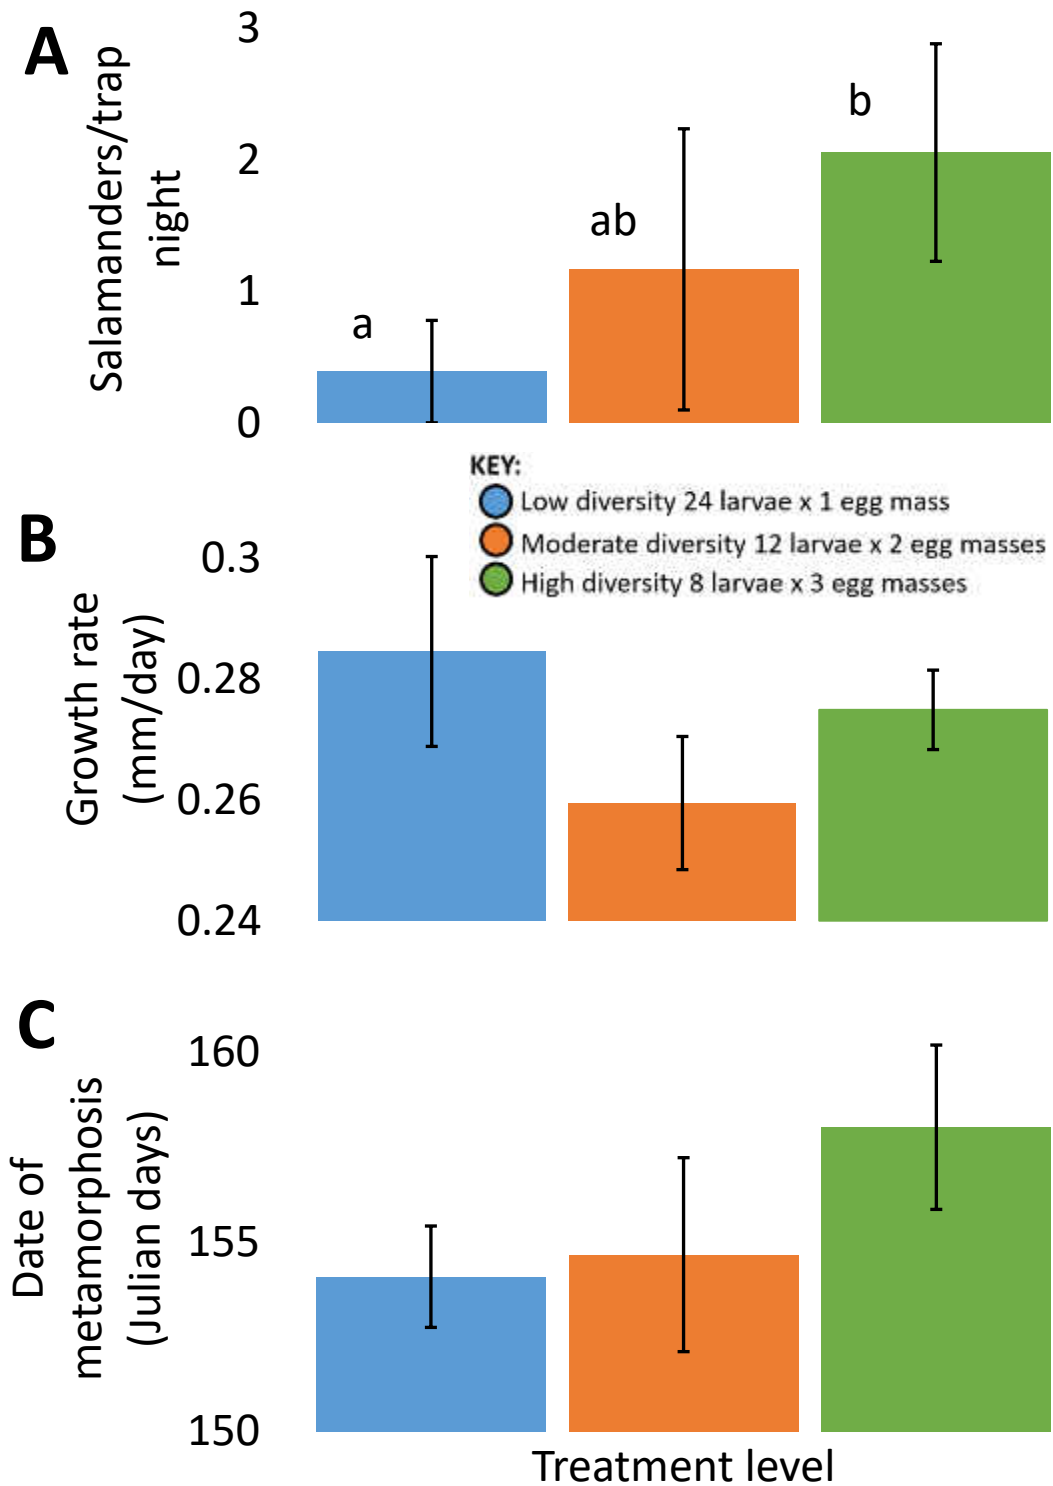 A
Salamanders/trap
night
3
2
1
0
a
ab
b
KEY:
Low diversity 24 larvae x 1 egg mass
Moderate diversity 12 larvae x 2 egg masses
High diversity 8 larvae x 3 egg masses
B
Growth rate
(mm/day)
0.3
0.28
0.26
0.24
C
Date of
metamorphosis
(Julian days)
160
155
150
Treatment level